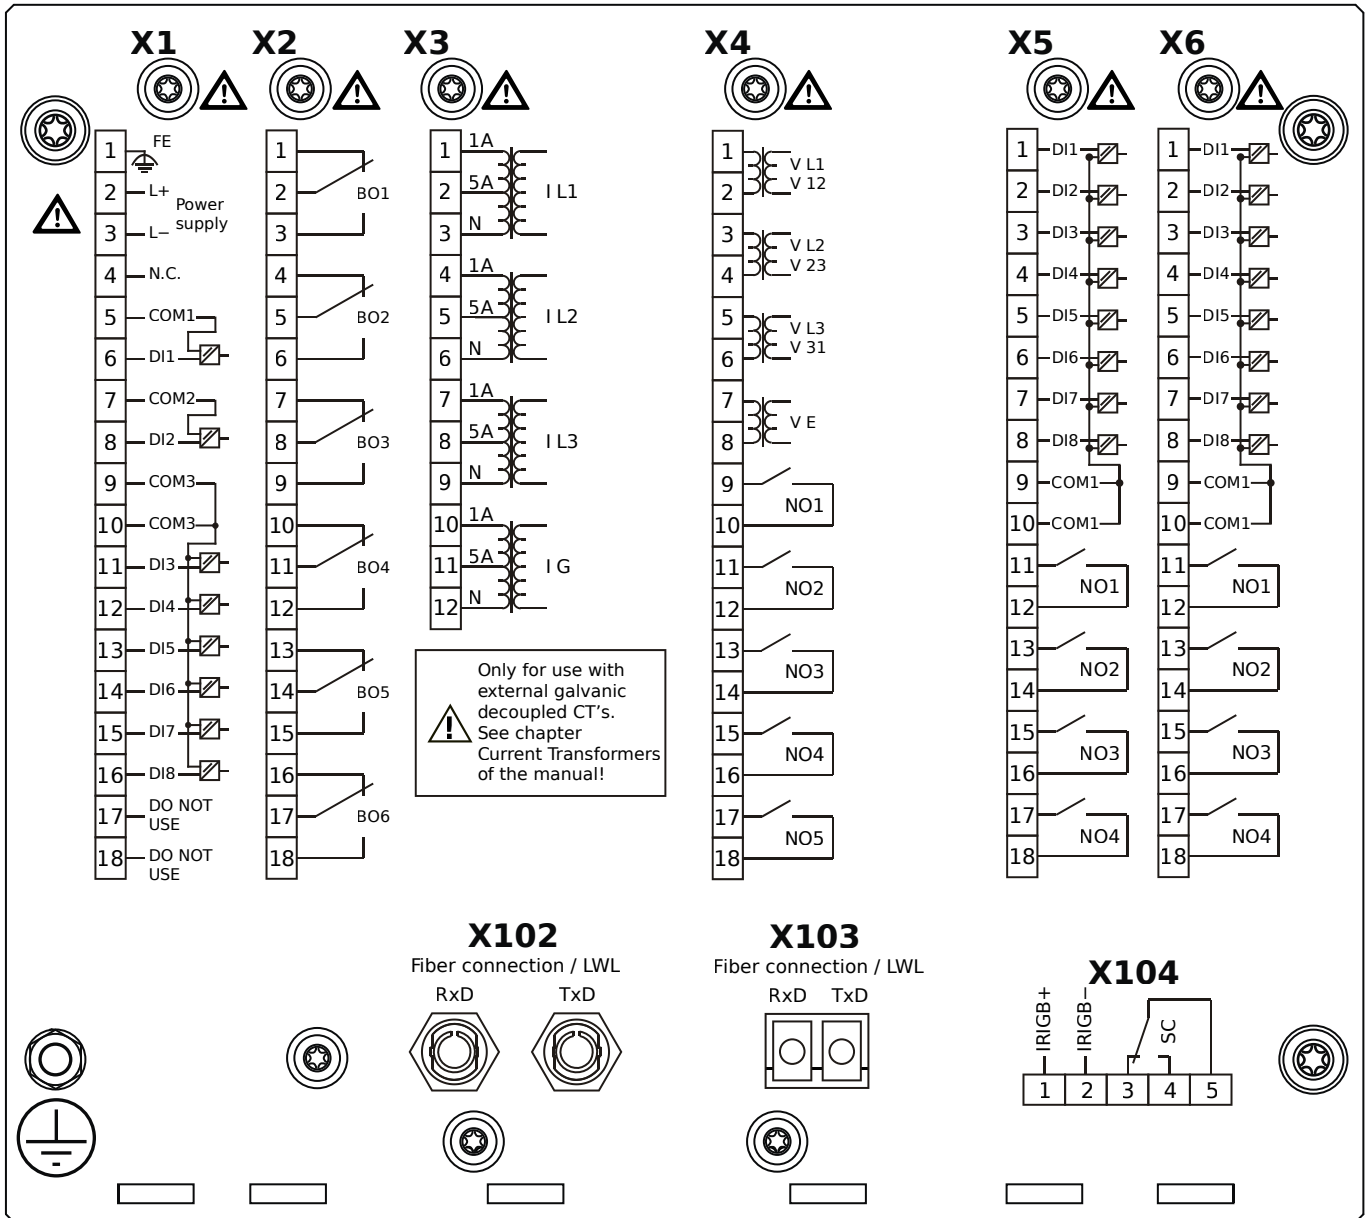 X1 X2 X3 X4 X5 X6
1 FE
2 L+
Power
supply
3 L−
4 N.C.
5 COM1
6 DI1
7 COM2
8 DI2
9 COM3
10 COM3
11 DI3
12 DI4
13 DI5
14 DI6
15 DI7
16 DI8
17 DO NOT
USE
18 DO NOT
USE
1
2 BO1
3
4
5 BO2
6
7
8 BO3
9
10
11 BO4
12
13
14 BO5
15
16
17 BO6
18
1 1A
2 5A I L1
3 N
4 1A
5 5A I L2
6 N
7 1A
8 5A I L3
9 N
10 1A
11 5A I G
12 N
Only for use with
external galvanic
decoupled CT's.
See chapter
Current Transformers
of the manual!
1 V L1
2 V 12
3 V L2
4 V 23
5 V L3
6 V 31
7
V E
8
9
NO1
10
11
NO2
12
13
NO3
14
15
NO4
16
17
NO5
18
1 DI1
2 DI2
3 DI3
4 DI4
5 DI5
6 DI6
7 DI7
8 DI8
9 COM1
10 COM1
11
NO1
12
13
NO2
14
15
NO3
16
17
NO4
18
1 DI1
2 DI2
3 DI3
4 DI4
5 DI5
6 DI6
7 DI7
8 DI8
9 COM1
10 COM1
11
NO1
12
13
NO2
14
15
NO3
16
17
NO4
18
X102
Fiber connection / LWL
RxD TxD
X103
Fiber connection / LWL
RxD TxD
X104
IRIGB+ IRIGB− SC
1 2 3 4 5